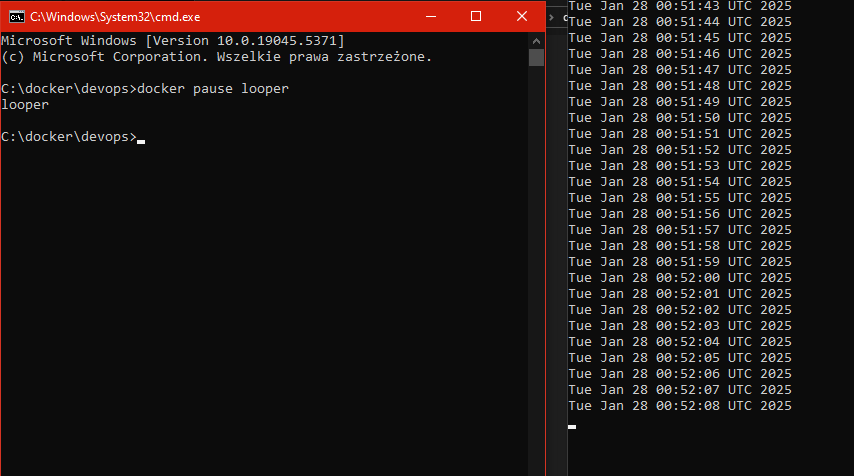 C:\Windows\System32\cmd.exe
Microsoft Windows [Version 10.0.19045.5371]
(c) Microsoft Corporation. Wszelkie prawa zastrzeżone.
C:\docker\devops>docker pause looper
looper
C:\docker\devops>
Tue Jan 28 00:51:43 UTC 2025
Tue Jan 28 00:51:44 UTC 2025
Tue Jan 28 00:51:45 UTC 2025
Tue Jan 28 00:51:46 UTC 2025
Tue Jan 28 00:51:47 UTC 2025
Tue Jan 28 00:51:48 UTC 2025
Tue Jan 28 00:51:49 UTC 2025
Tue Jan 28 00:51:50 UTC 2025
Tue Jan 28 00:51:51 UTC 2025
Tue Jan 28 00:51:52 UTC 2025
Tue Jan 28 00:51:53 UTC 2025
Tue Jan 28 00:51:54 UTC 2025
Tue Jan 28 00:51:55 UTC 2025
Tue Jan 28 00:51:56 UTC 2025
Tue Jan 28 00:51:57 UTC 2025
Tue Jan 28 00:51:58 UTC 2025
Tue Jan 28 00:51:59 UTC 2025
Tue Jan 28 00:52:00 UTC 2025
Tue Jan 28 00:52:01 UTC 2025
Tue Jan 28 00:52:02 UTC 2025
Tue Jan 28 00:52:03 UTC 2025
Tue Jan 28 00:52:04 UTC 2025
Tue Jan 28 00:52:05 UTC 2025
Tue Jan 28 00:52:06 UTC 2025
Tue Jan 28 00:52:07 UTC 2025
Tue Jan 28 00:52:08 UTC 2025